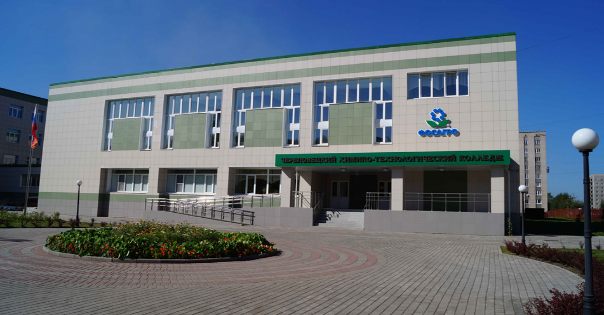 ФОСАГРО
ЧЕРЕПОВЕЦКИЙ ХИМИКО-ТЕХНОЛОГИЧЕСКИЙ КОЛЛЕДЖ